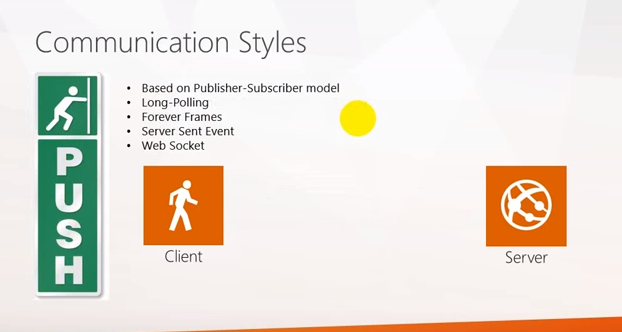 Communication Styles
PUSH
• Based on Publisher-Subscriber model
• Long-Polling
• Forever Frames
• Server Sent Event
• Web Socket
Client
Server